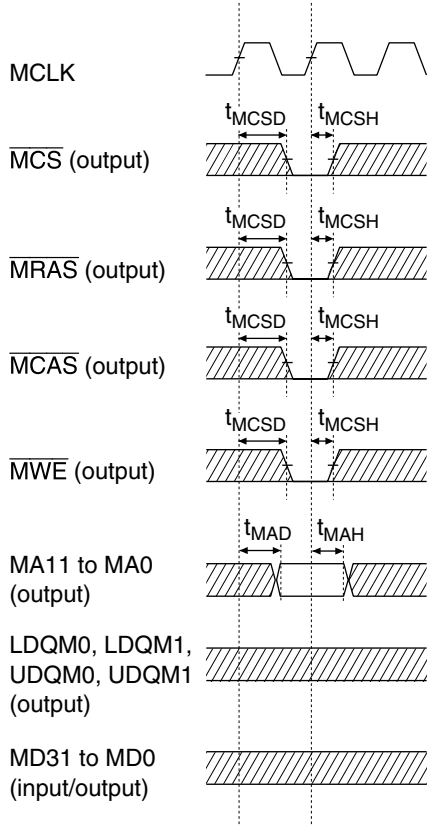 MCLK
tMCSD tMCSH
MCS (output)
tMCSD tMCSH
MRAS (output)
tMCSD tMCSH
MCAS (output)
tMCSD tMCSH
MWE (output)
tMAD tMAH
MA11 to MA0
(output)
LDQM0, LDQM1,
UDQM0, UDQM1
(output)
MD31 to MD0
(input/output)